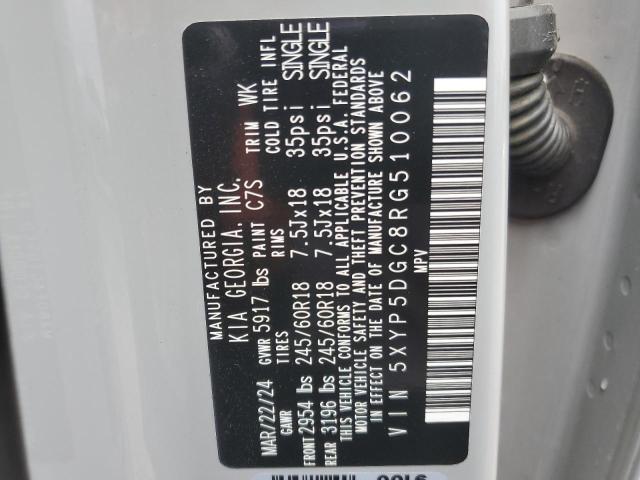 MANUFACTURED BY
KIA GEORGIA, INC.
MAR/22/24 GVWR 5917 lbs PAINT C7S TRIM WK
GAWR TIRES RIMS COLD TIRE INFL
FRONT 2954 lbs 245/60R18 7.5Jx18 35psi SINGLE
REAR 3196 lbs 245/60R18 7.5Jx18 35psi SINGLE
THIS VEHICLE CONFORMS TO ALL APPLICABLE U.S.A. FEDERAL
MOTOR VEHICLE SAFETY AND THEFT PREVENTION STANDARDS
IN EFFECT ON THE DATE OF MANUFACTURE SHOWN ABOVE
VIN 5XYP5DGC8RG510062
MPV